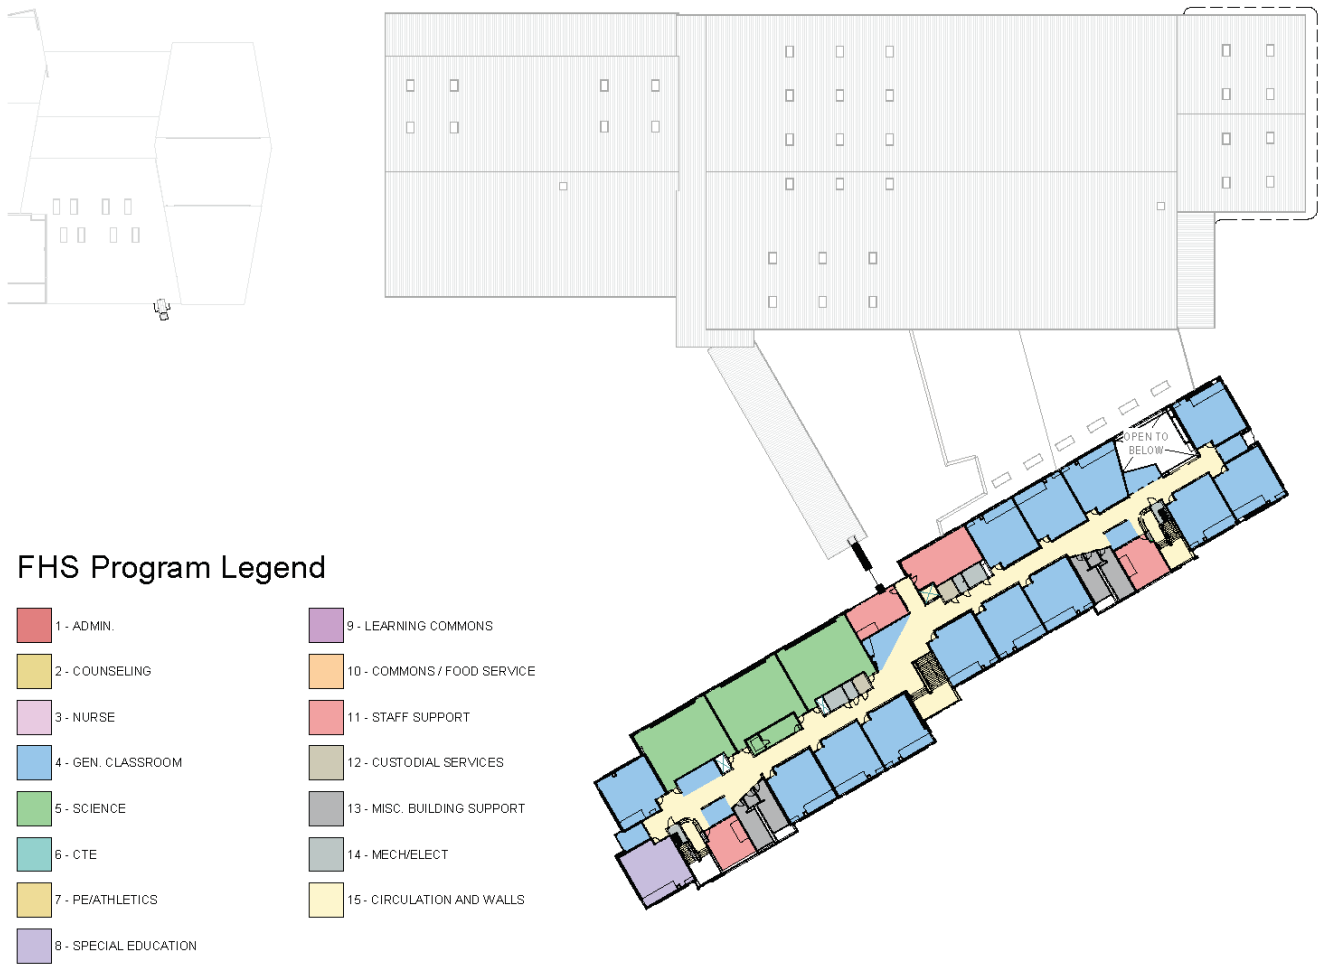 OPEN TO
BELOW
FHS Program Legend
1 - ADMIN.
2 - COUNSELING
3 - NURSE
4 - GEN. CLASSROOM
5 - SCIENCE
6 - CTE
7 - PE/ATHLETICS
8 - SPECIAL EDUCATION
9 - LEARNING COMMONS
10 - COMMONS / FOOD SERVICE
11 - STAFF SUPPORT
12 - CUSTODIAL SERVICES
13 - MISC. BUILDING SUPPORT
14 - MECH/ELECT
15 - CIRCULATION AND WALLS